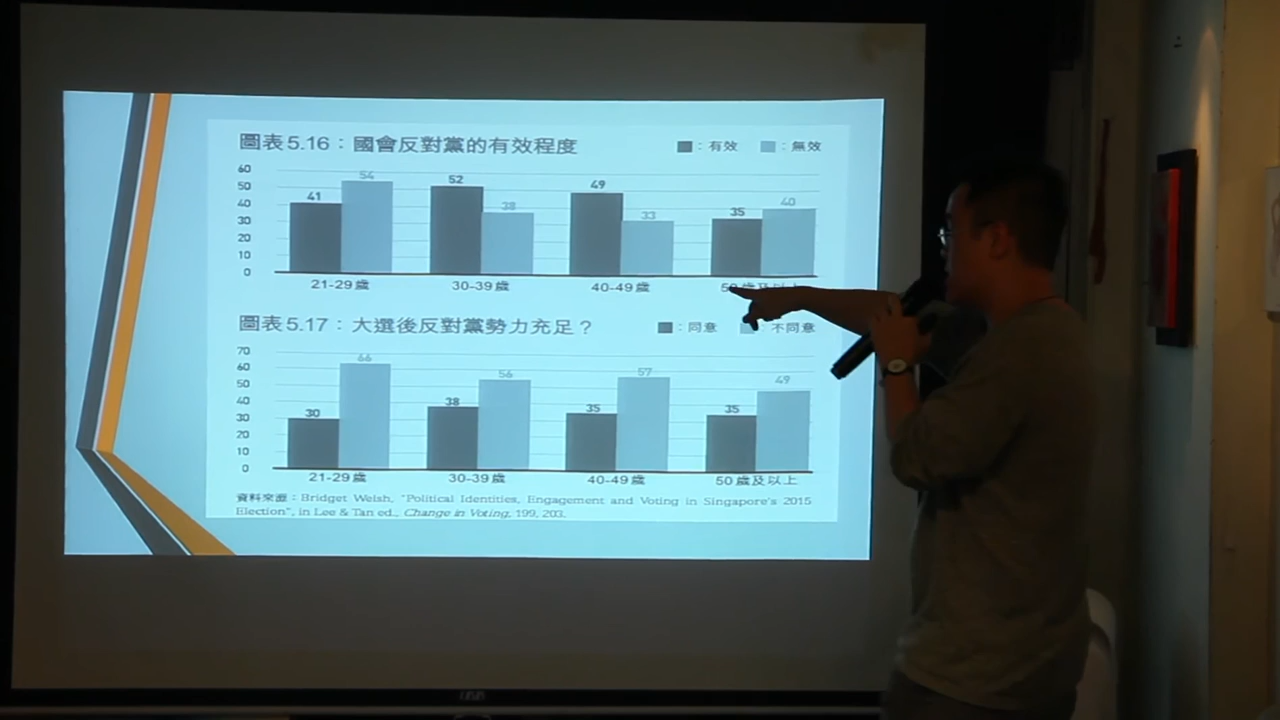 圖表5.16：國會反對黨的有效程度
：有效 ：無效
60
50
40
30
20
10
0
41 54 52 38 49 33 35 40
21-29歲 30-39歲 40-49歲 50歲及以上
圖表5.17：大選後反對黨勢力充足？
：同意 ：不同意
70
60
50
40
30
20
10
0
30 66 38 56 35 57 35 49
21-29歲 30-39歲 40-49歲 50歲及以上
資料來源：Bridget Welsh, "Political Identities, Engagement and Voting in Singapore's 2015
Election", in Lee & Tan ed., Change in Voting, 199, 203.